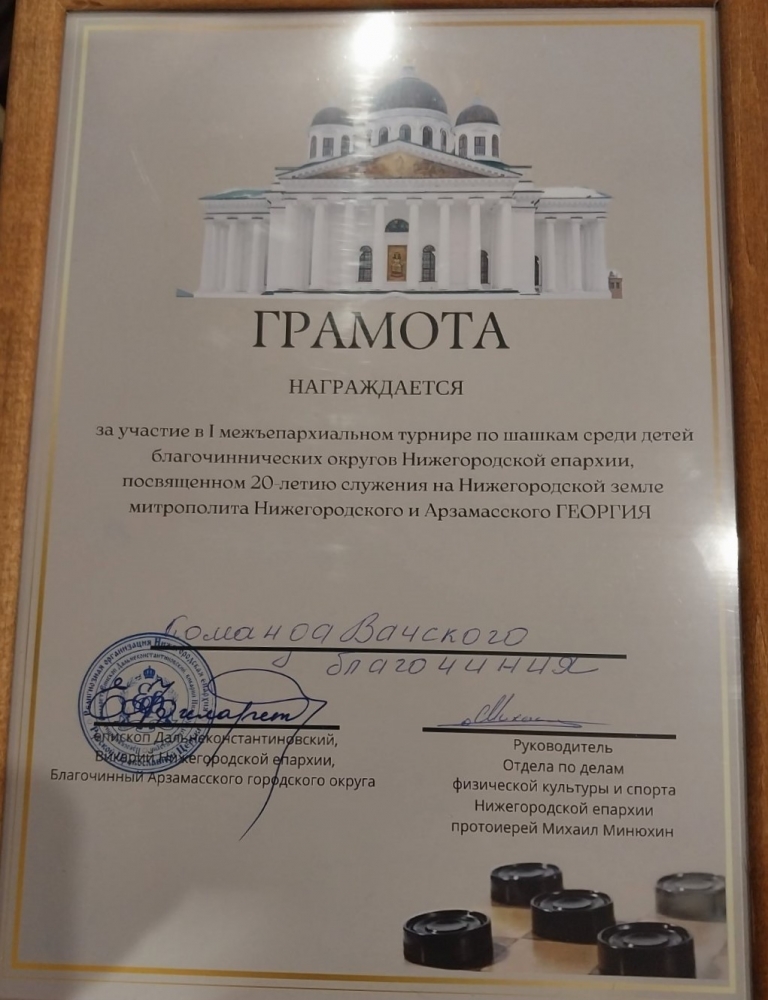 ГРАМОТА
НАГРАЖДАЕТСЯ
за участие в I межъепархиальном турнире по шашкам среди детей
благочиннических округов Нижегородской епархии,
посвященном 20-летию служения на Нижегородской земле
митрополита Нижегородского и Арзамасского ГЕОРГИЯ
Команда Вачского
благочиния
епископ Дальнеконстантиновский,
Викарий Нижегородской епархии,
Благочинный Арзамасского городского округа
Руководитель
Отдела по делам
физической культуры и спорта
Нижегородской епархии
протоиерей Михаил Минюхин